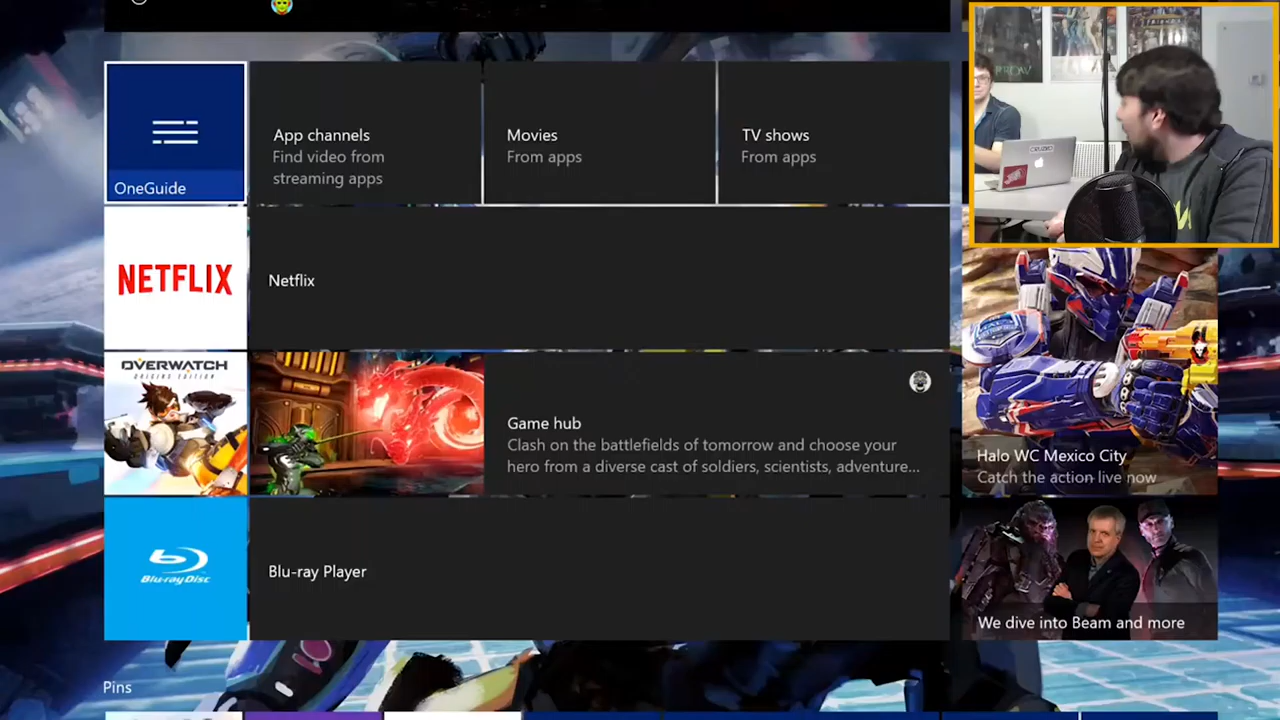 App channels
Find video from
streaming apps
Movies
From apps
TV shows
From apps
OneGuide
NETFLIX
Netflix
OVERWATCH
ORIGINS EDITION
Game hub
Clash on the battlefields of tomorrow and choose your
hero from a diverse cast of soldiers, scientists, adventure...
Blu-ray Disc
Blu-ray Player
Halo WC Mexico City
Catch the action live now
We dive into Beam and more
Pins